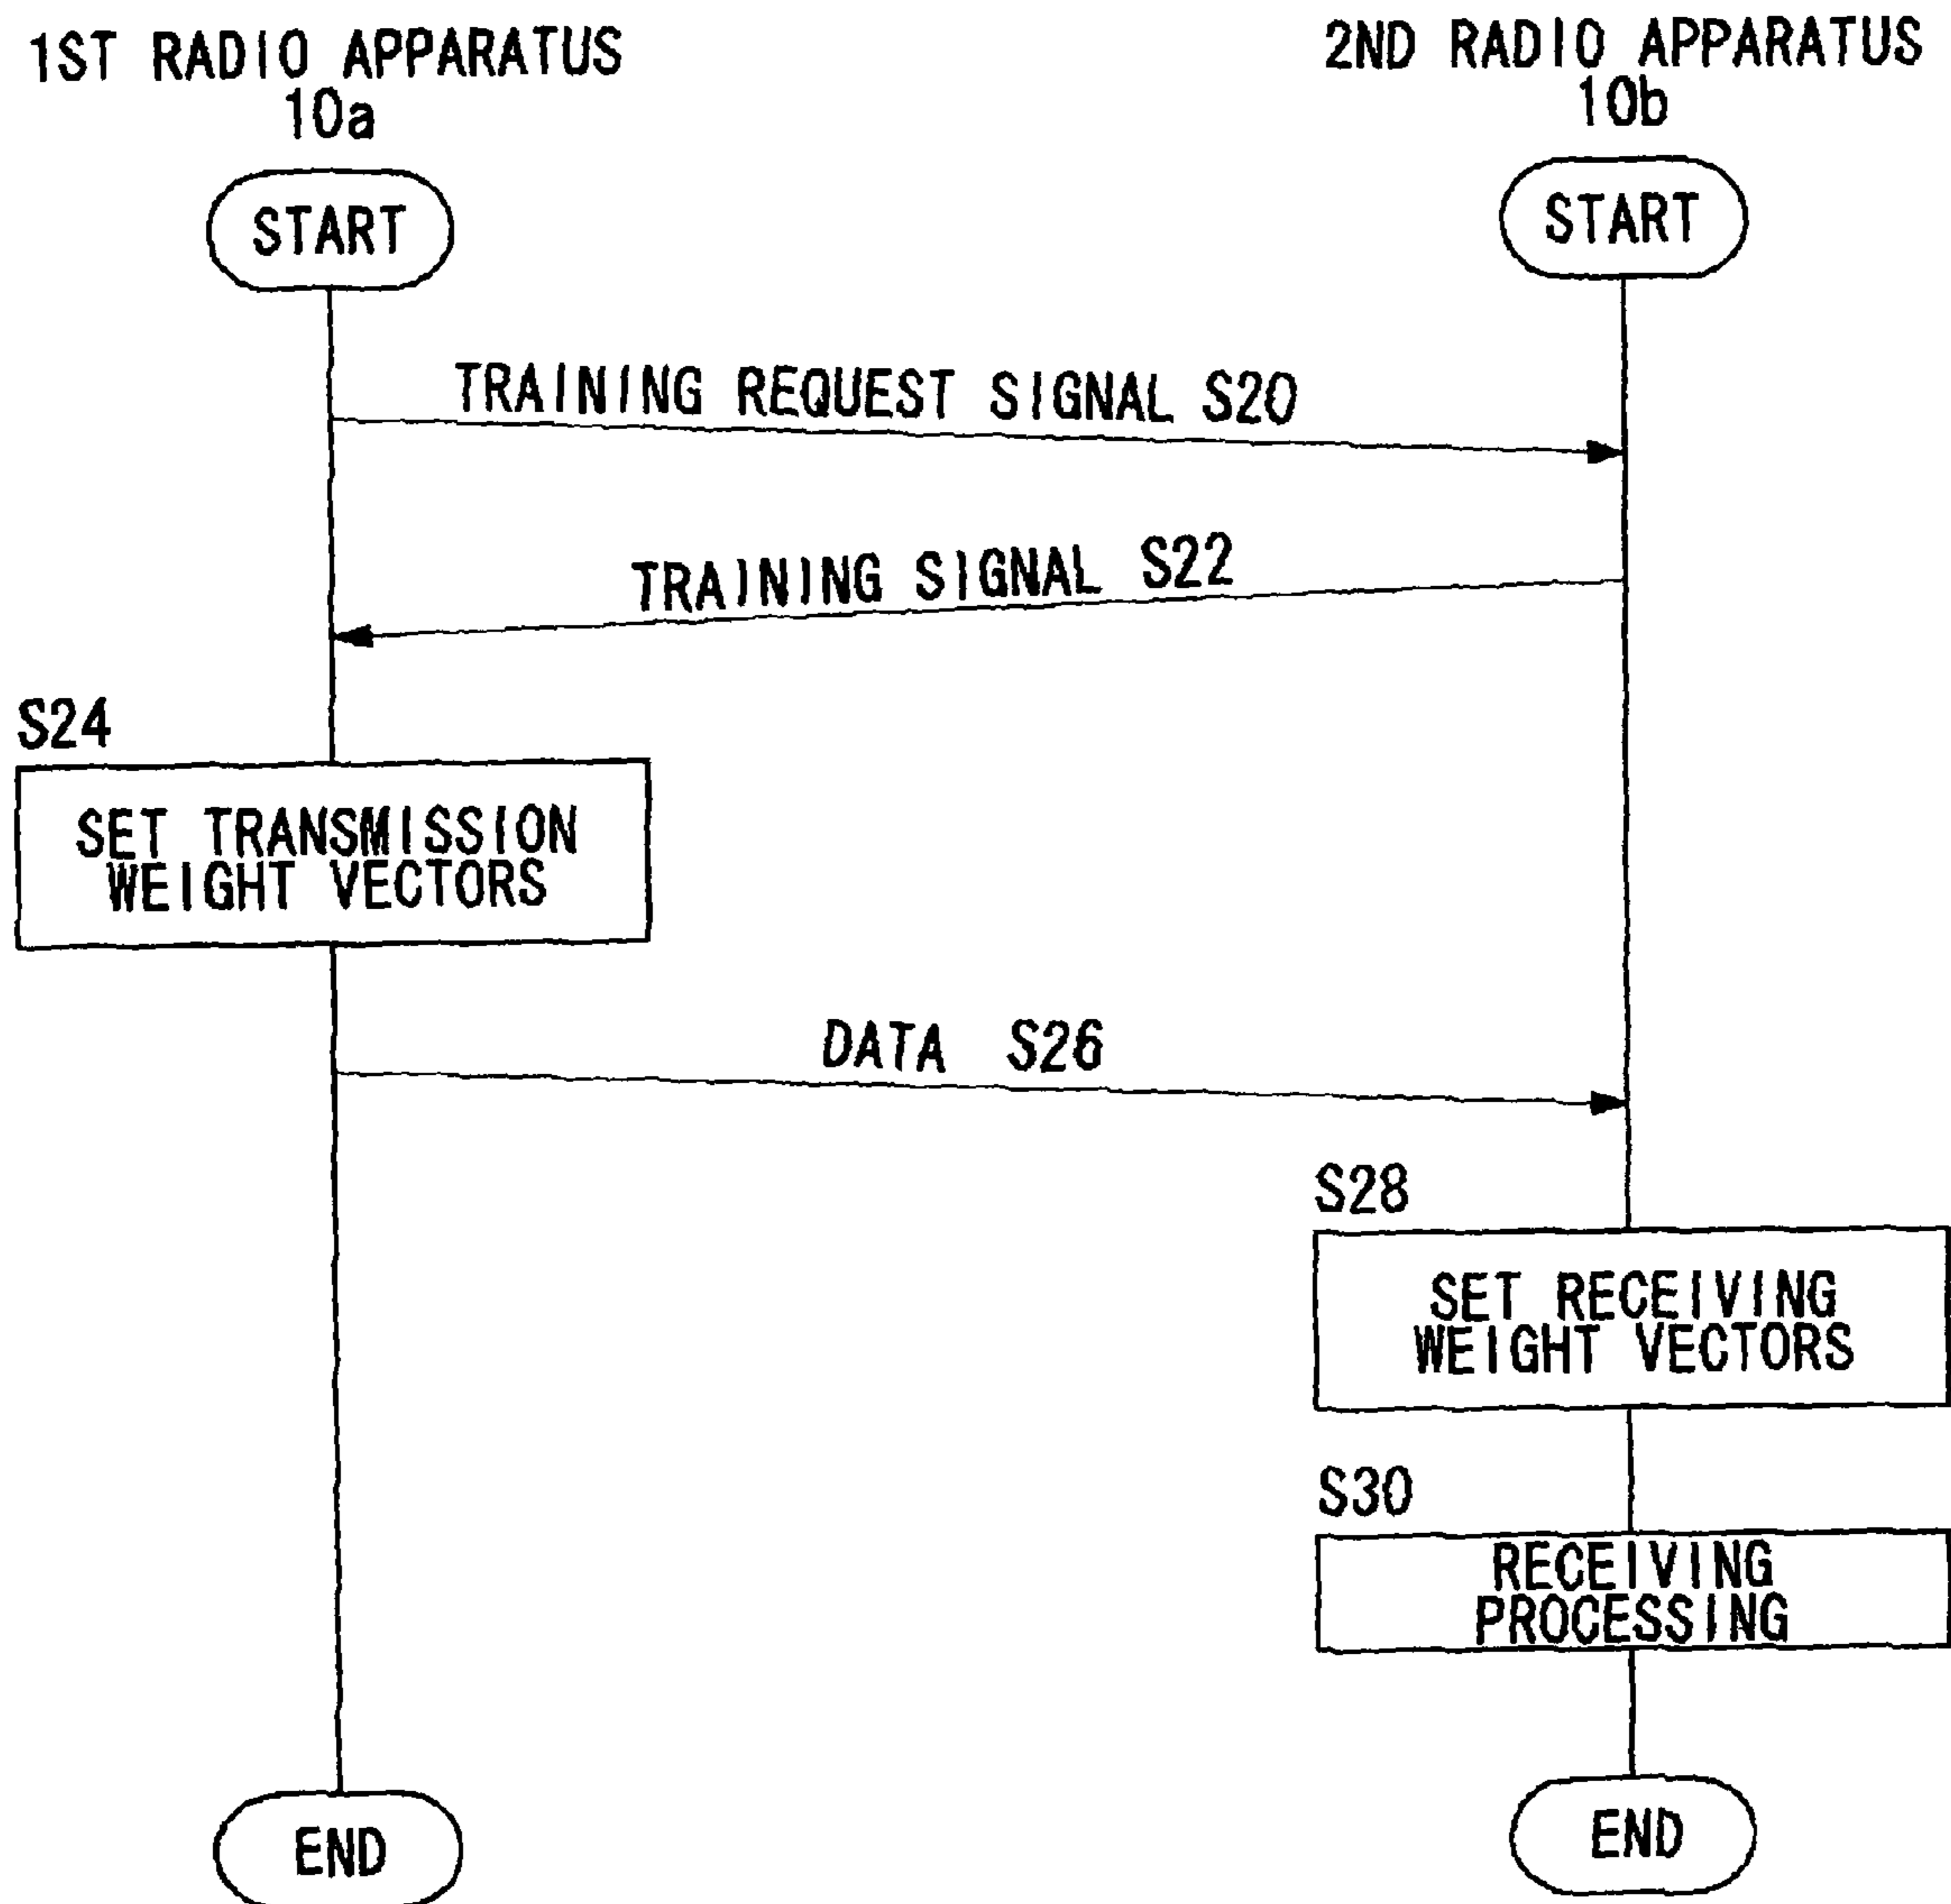 1ST RADIO APPARATUS
10a
2ND RADIO APPARATUS
10b
START
START
TRAINING REQUEST SIGNAL S20
TRAINING SIGNAL S22
S24
SET TRANSMISSION
WEIGHT VECTORS
DATA S26
S28
SET RECEIVING
WEIGHT VECTORS
S30
RECEIVING
PROCESSING
END
END